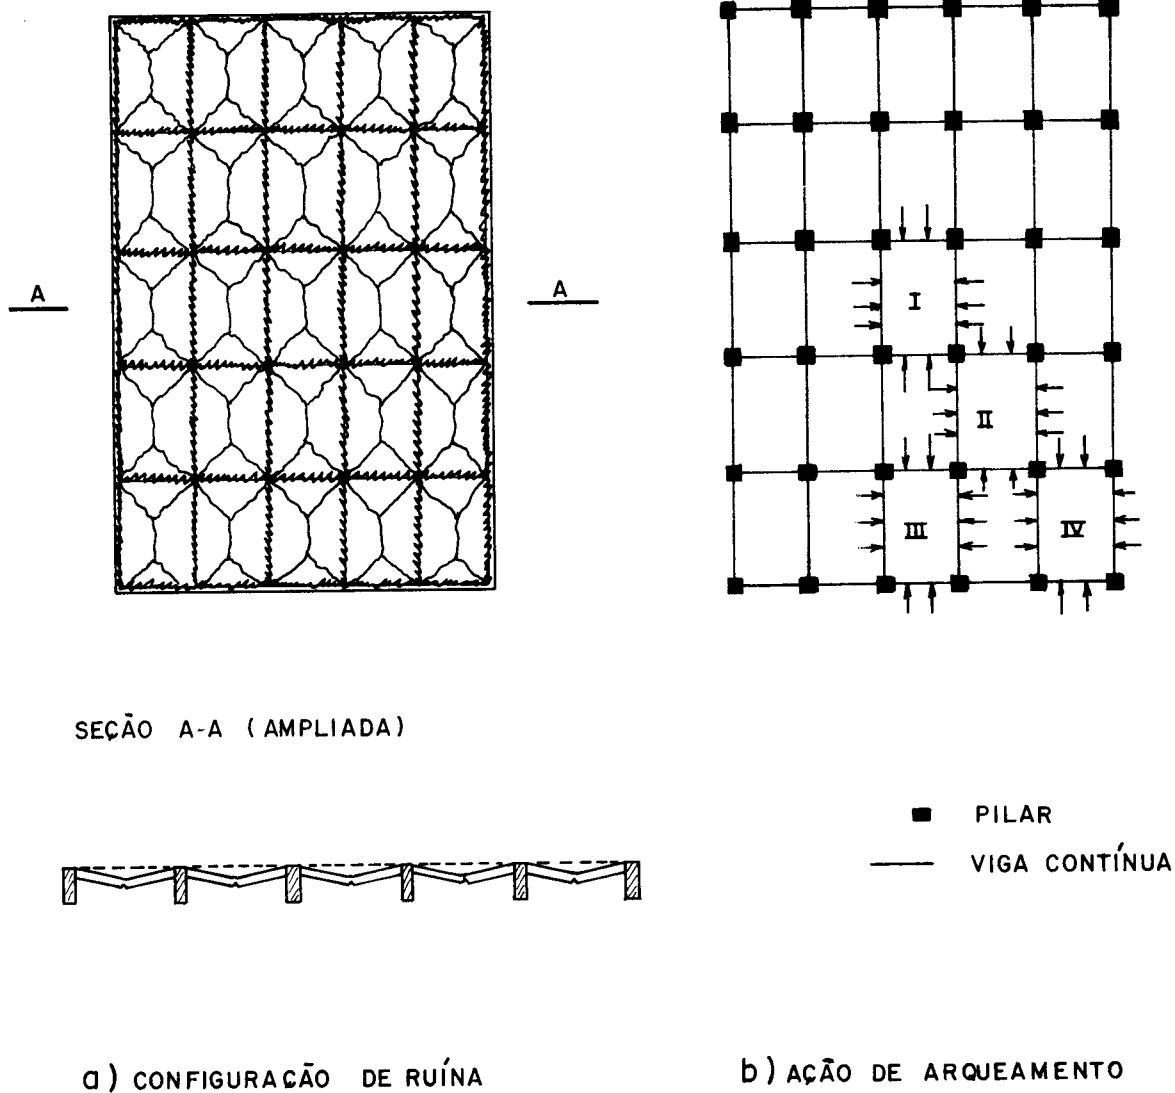 A
A
I
II
III
IV
SEÇÃO A-A (AMPLIADA)
PILAR
VIGA CONTÍNUA
a) CONFIGURAÇÃO DE RUÍNA
b) AÇÃO DE ARQUEAMENTO